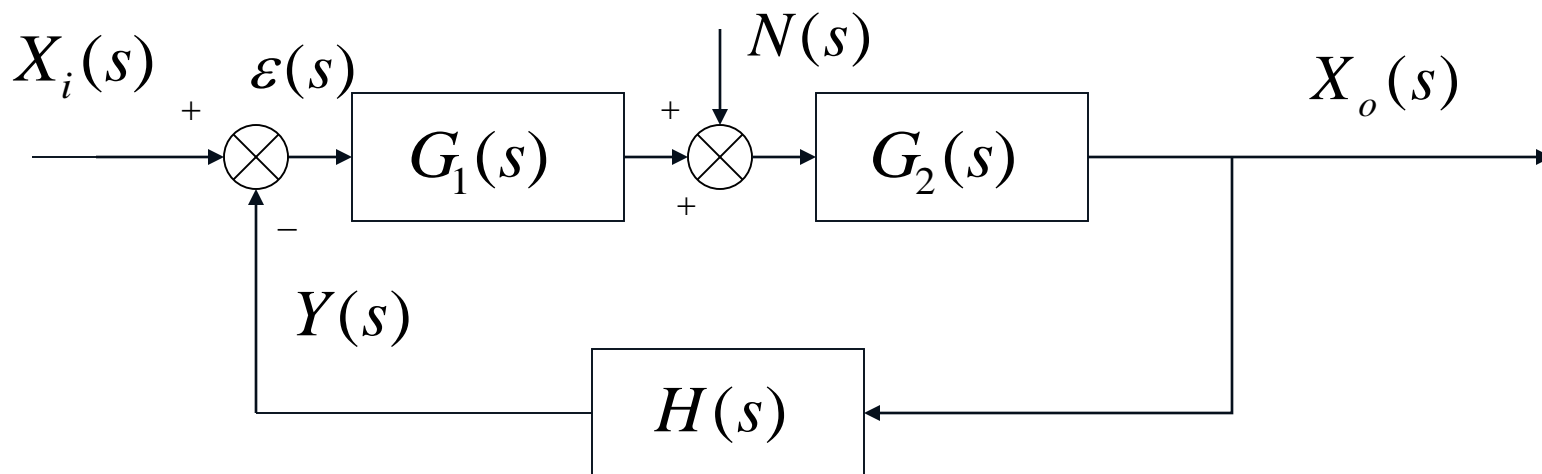 X_i(s)
+
ε(s)
G_1(s)
+
+
N(s)
G_2(s)
X_o(s)
−
Y(s)
H(s)